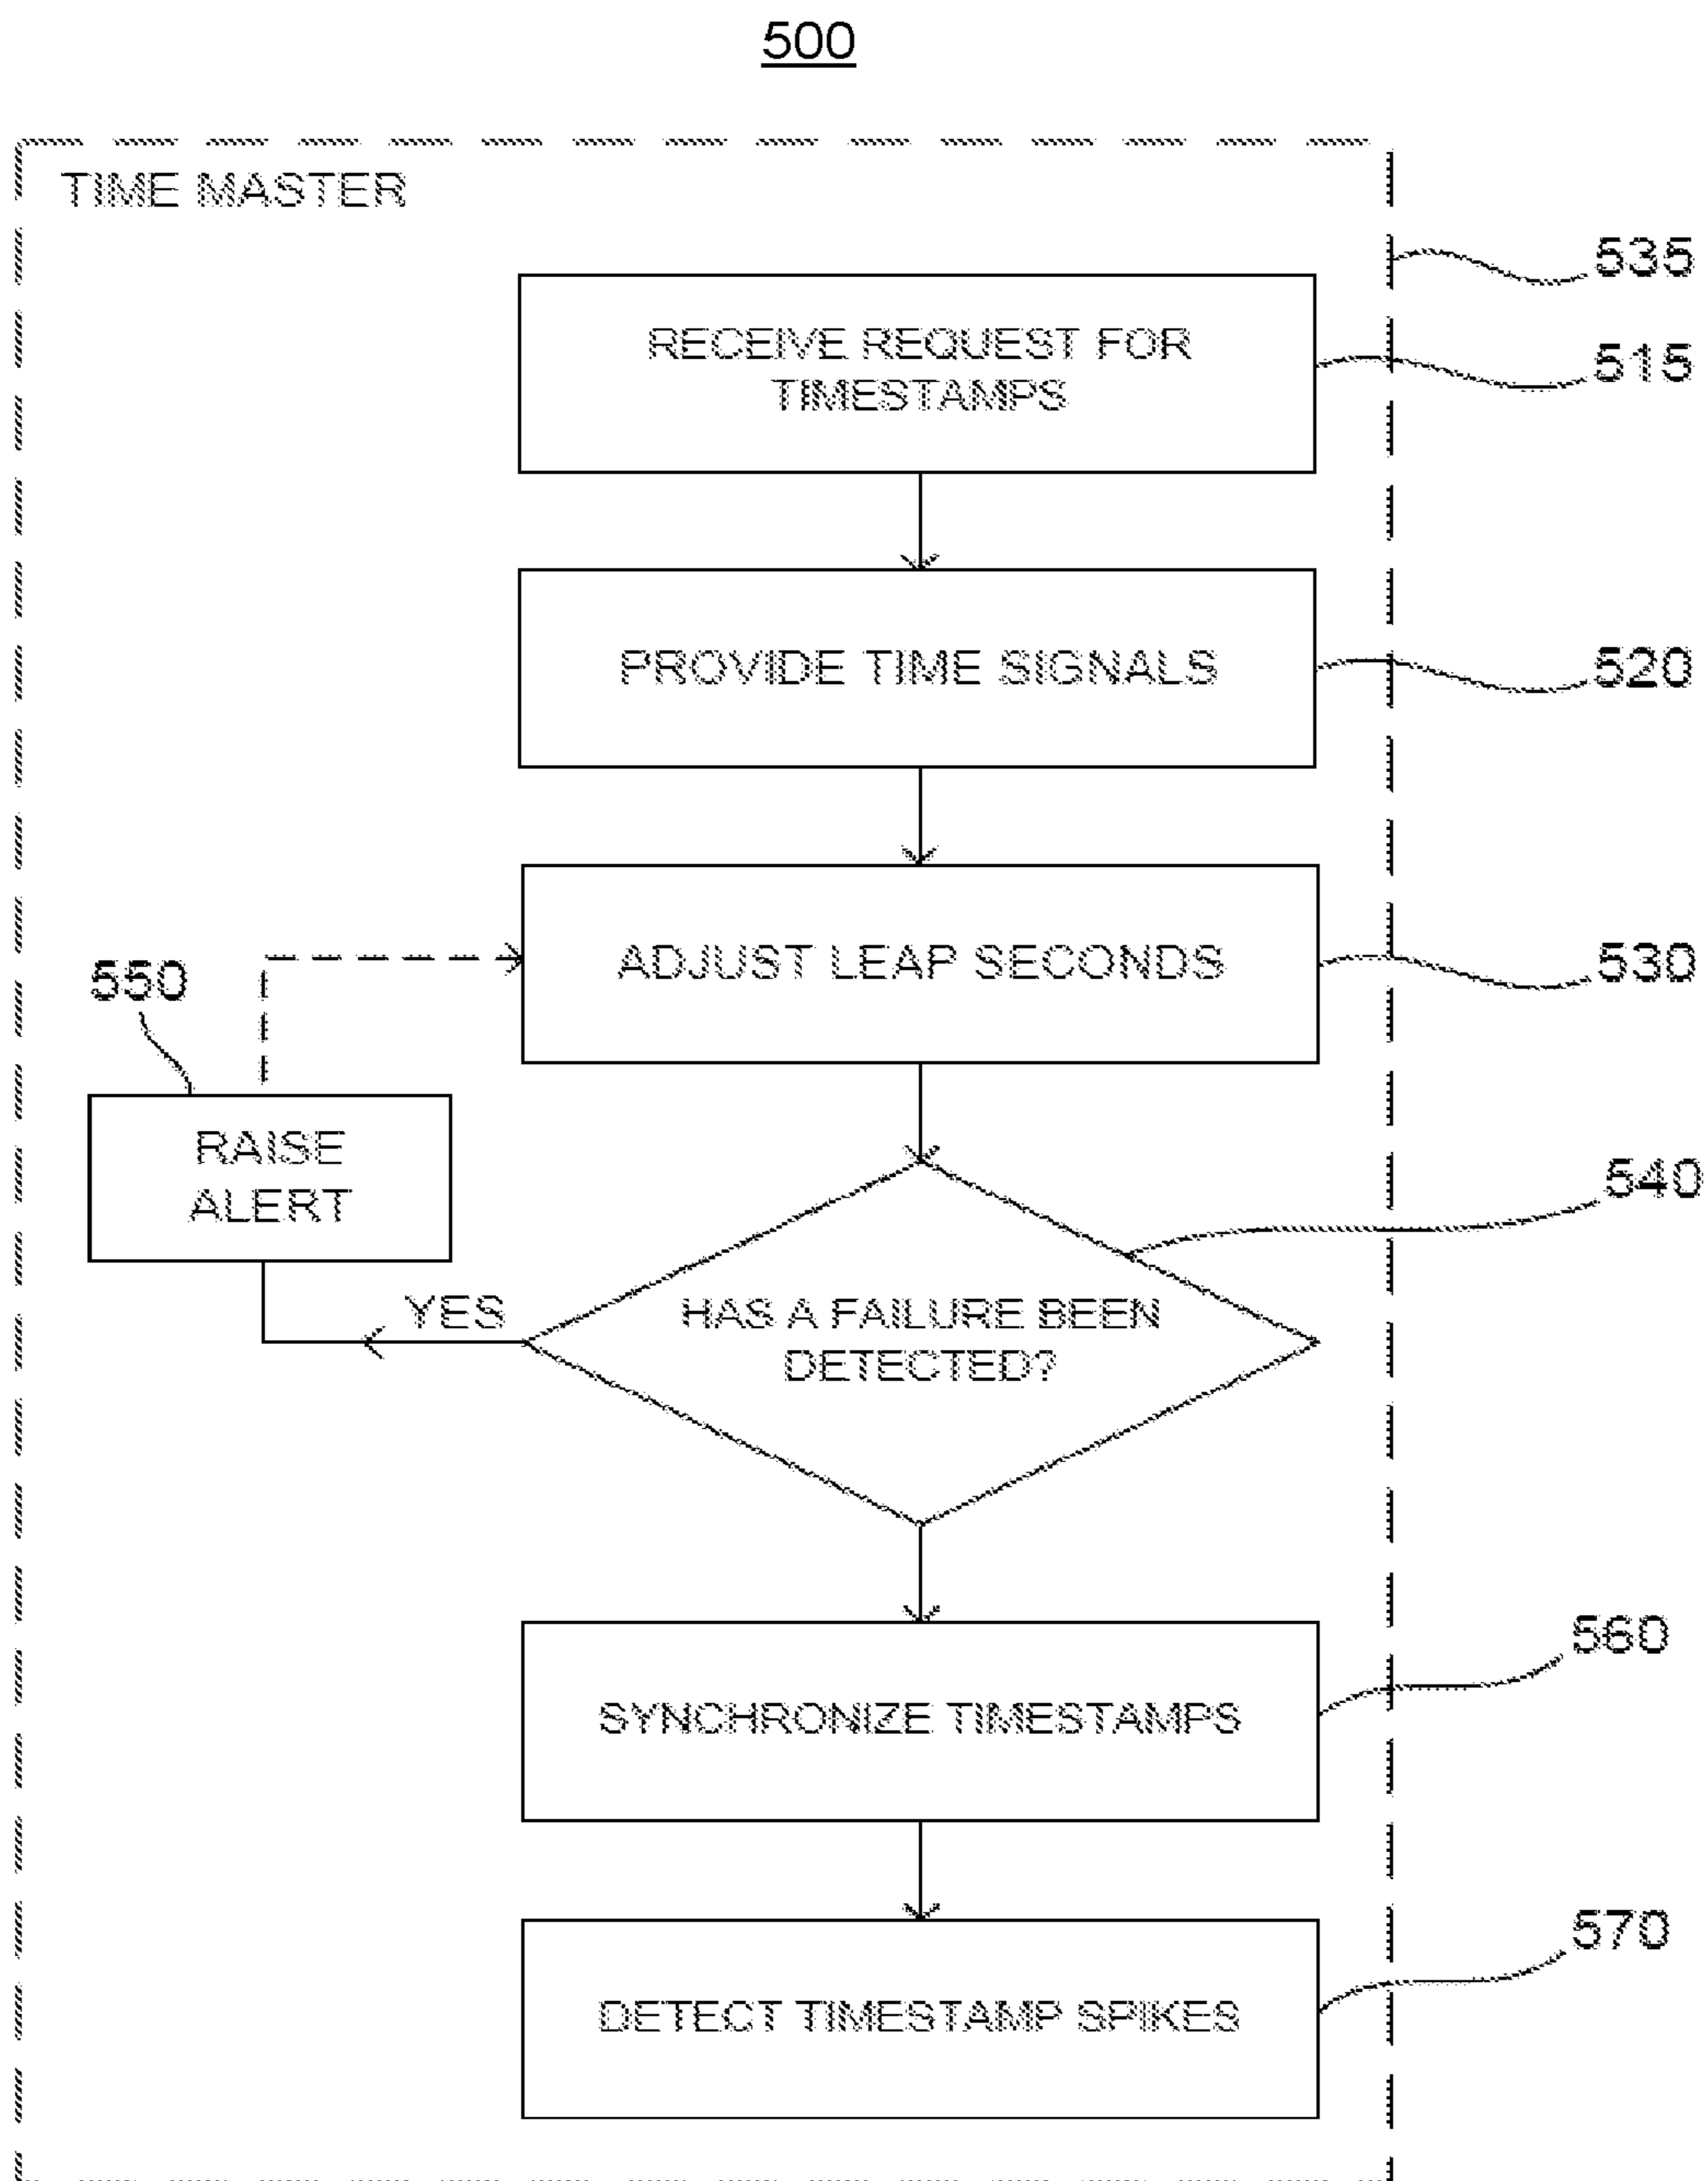 500
TIME MASTER
535
RECEIVE REQUEST FOR
TIMESTAMPS
515
PROVIDE TIME SIGNALS
520
ADJUST LEAP SECONDS
530
550
RAISE
ALERT
540
YES
HAS A FAILURE BEEN
DETECTED?
560
SYNCHRONIZE TIMESTAMPS
570
DETECT TIMESTAMP SPIKES